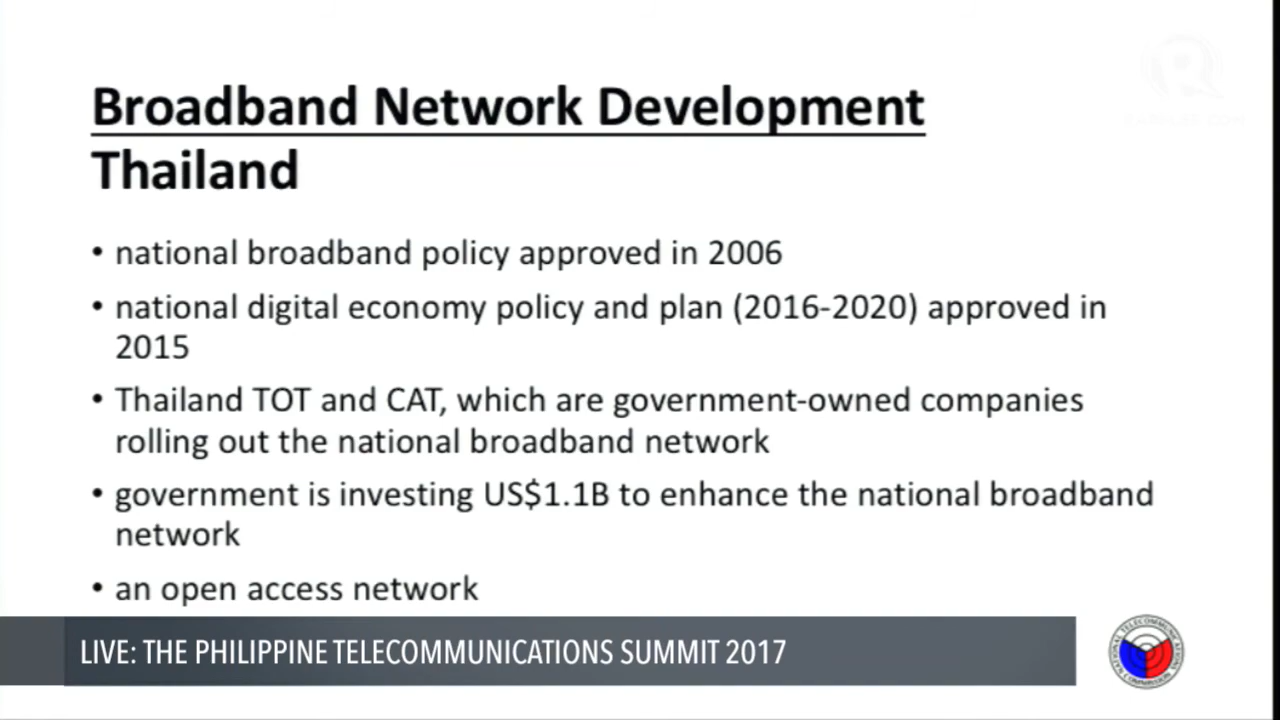 Broadband Network Development
Thailand
• national broadband policy approved in 2006
• national digital economy policy and plan (2016-2020) approved in
2015
• Thailand TOT and CAT, which are government-owned companies
rolling out the national broadband network
• government is investing US$1.1B to enhance the national broadband
network
• an open access network
LIVE: THE PHILIPPINE TELECOMMUNICATIONS SUMMIT 2017
NATIONAL TELECOMMUNICATIONS
COMMISSION